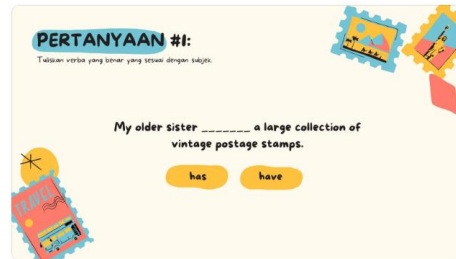 PERTANYAAN #1:
Tuliskan verba yang benar yang sesuai dengan subjek.
My older sister _______ a large collection of
vintage postage stamps.
has
have
TRAVEL